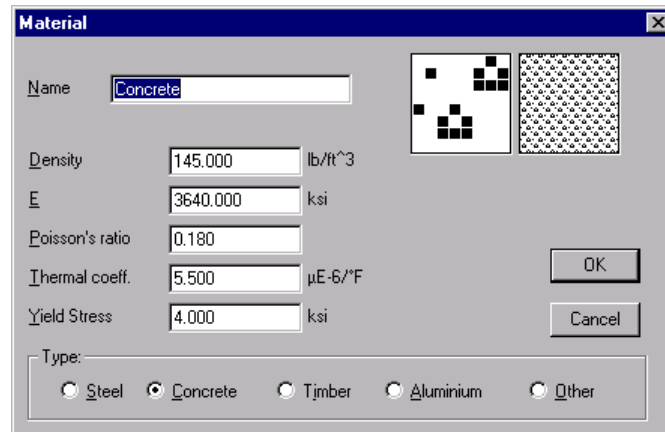 Material
Name Concrete
Density 145.000 lb/ft^3
E 3640.000 ksi
Poisson's ratio 0.180
Thermal coeff. 5.500 µE-6/°F
Yield Stress 4.000 ksi
OK
Cancel
Type:
Steel Concrete Timber Aluminium Other